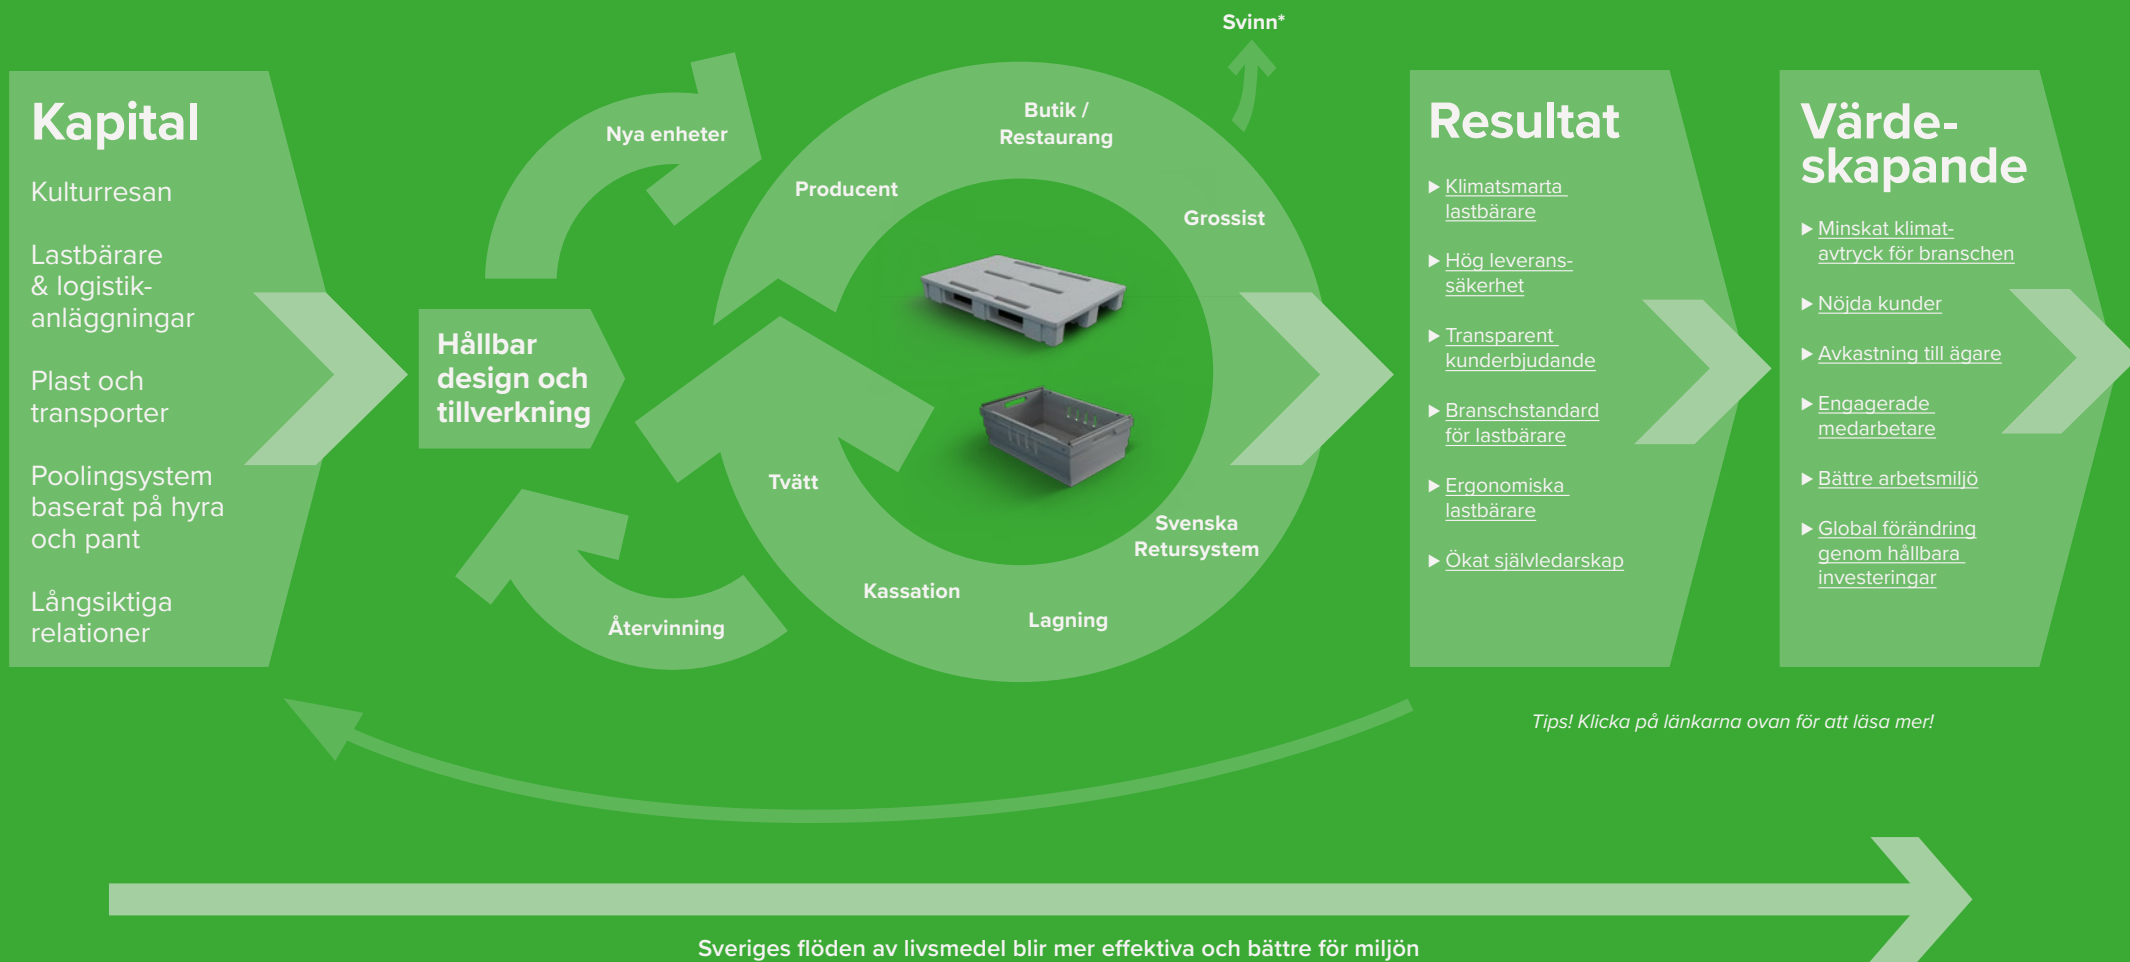 Kapital
Kulturresan
Lastbärare
& logistik-
anläggningar
Plast och
transporter
Poolingsystem
baserat på hyra
och pant
Långsiktiga
relationer
Hållbar
design och
tillverkning
Nya enheter
Återvinning
Svinn*
Butik /
Restaurang
Producent
Grossist
Tvätt
Svenska
Retursystem
Kassation
Lagning
Resultat
▶ Klimatsmarta
lastbärare
▶ Hög leverans-
säkerhet
▶ Transparent
kunderbjudande
▶ Branschstandard
för lastbärare
▶ Ergonomiska
lastbärare
▶ Ökat självledarskap
Värde-
skapande
▶ Minskat klimat-
avtryck för branschen
▶ Nöjda kunder
▶ Avkastning till ägare
▶ Engagerade
medarbetare
▶ Bättre arbetsmiljö
▶ Global förändring
genom hållbara
investeringar
Tips! Klicka på länkarna ovan för att läsa mer!
Sveriges flöden av livsmedel blir mer effektiva och bättre för miljön